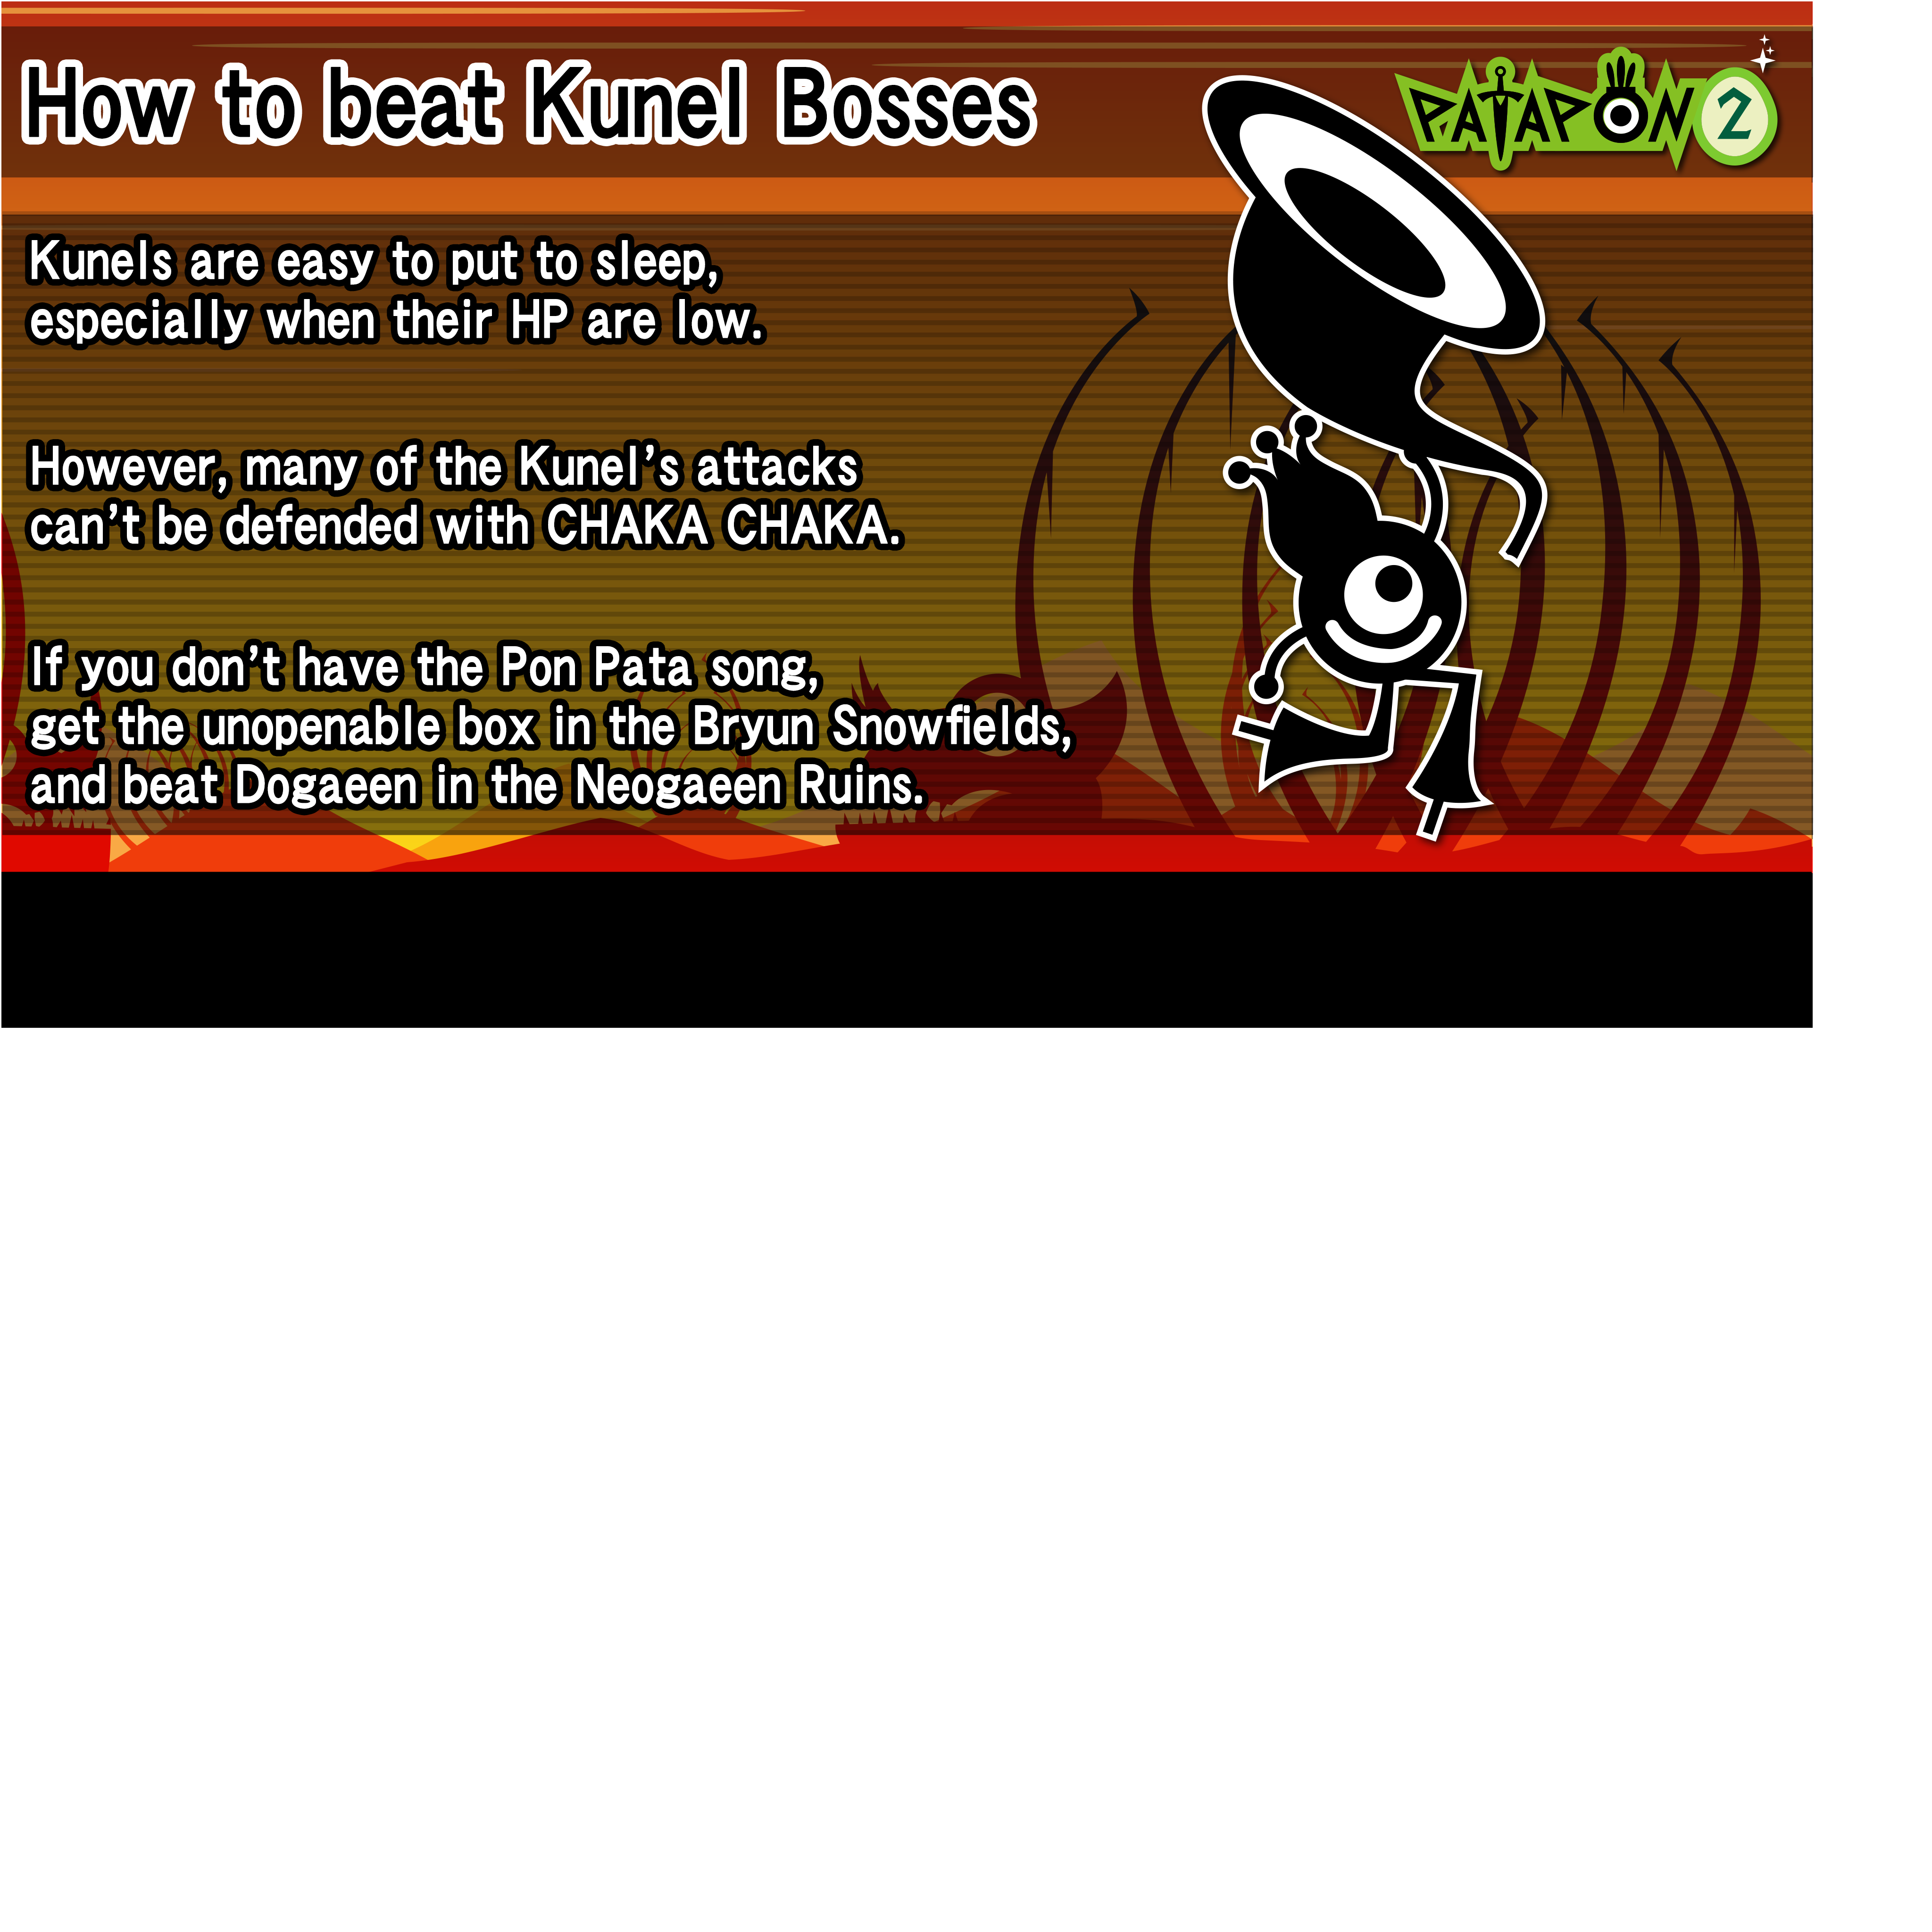 How to beat Kunel Bosses
PATAPON 2
Kunels are easy to put to sleep,
especially when their HP are low.
However, many of the Kunel's attacks
can't be defended with CHAKA CHAKA.
If you don't have the Pon Pata song,
get the unopenable box in the Bryun Snowfields,
and beat Dogaeen in the Neogaeen Ruins.